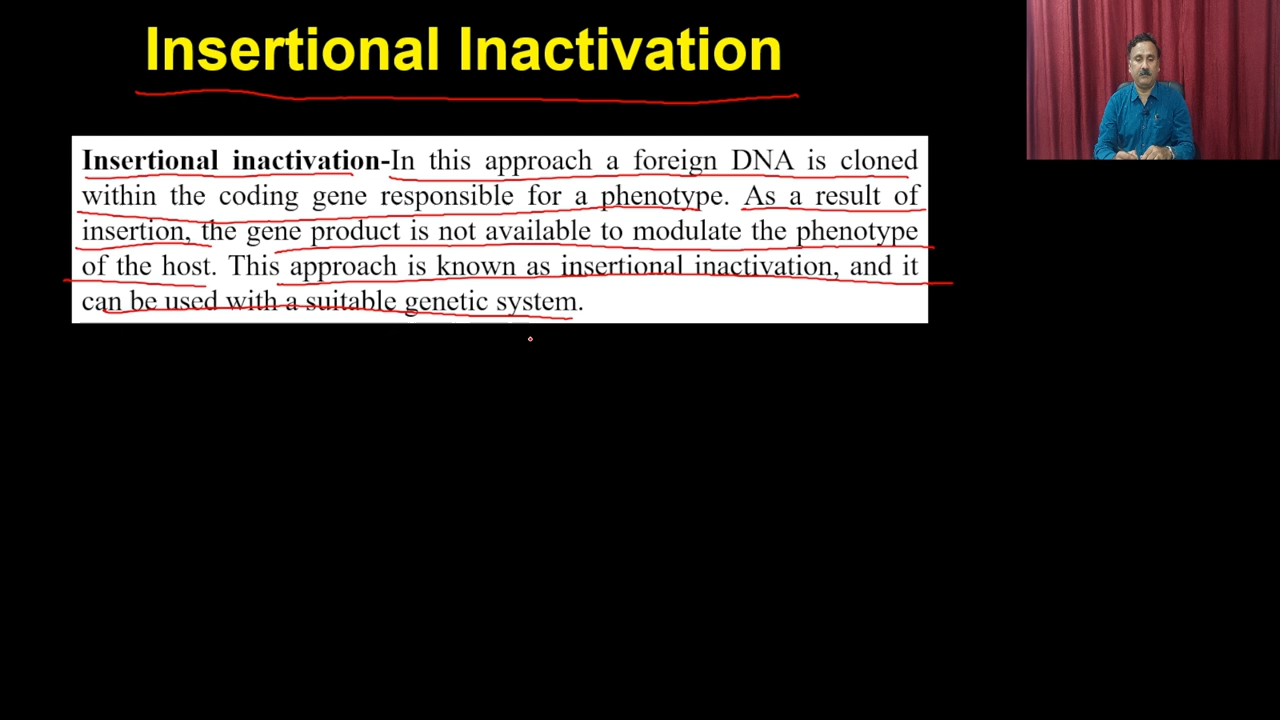 Insertional Inactivation
Insertional inactivation-In this approach a foreign DNA is cloned
within the coding gene responsible for a phenotype. As a result of
insertion, the gene product is not available to modulate the phenotype
of the host. This approach is known as insertional inactivation, and it
can be used with a suitable genetic system.